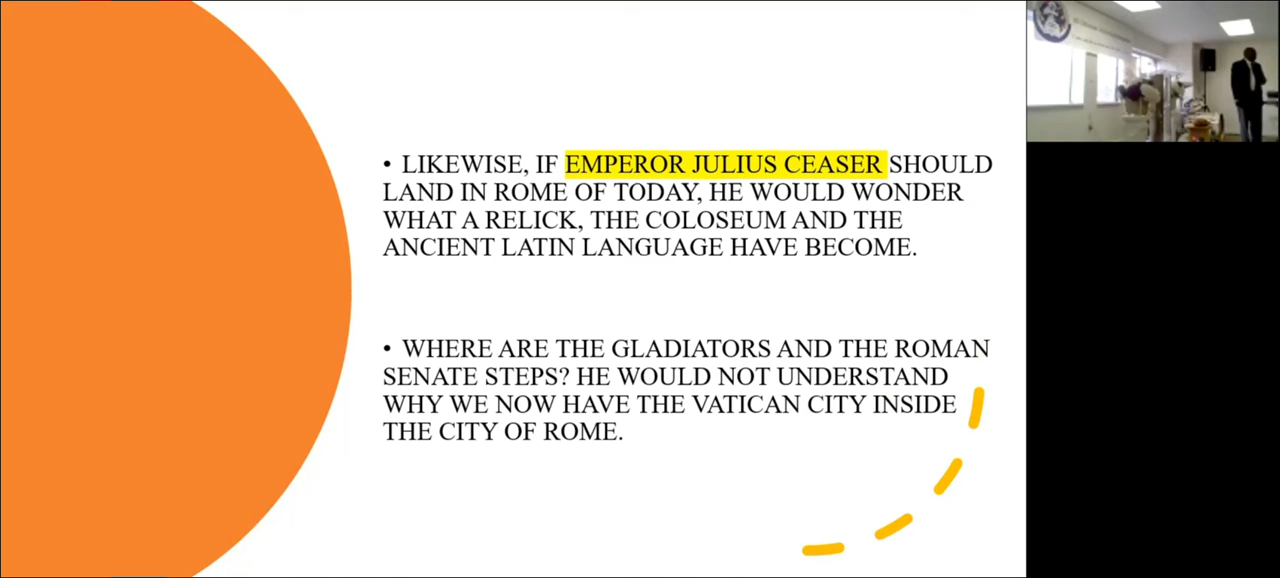 • LIKEWISE, IF EMPEROR JULIUS CEASER SHOULD
LAND IN ROME OF TODAY, HE WOULD WONDER
WHAT A RELICK, THE COLOSEUM AND THE
ANCIENT LATIN LANGUAGE HAVE BECOME.
• WHERE ARE THE GLADIATORS AND THE ROMAN
SENATE STEPS? HE WOULD NOT UNDERSTAND
WHY WE NOW HAVE THE VATICAN CITY INSIDE
THE CITY OF ROME.